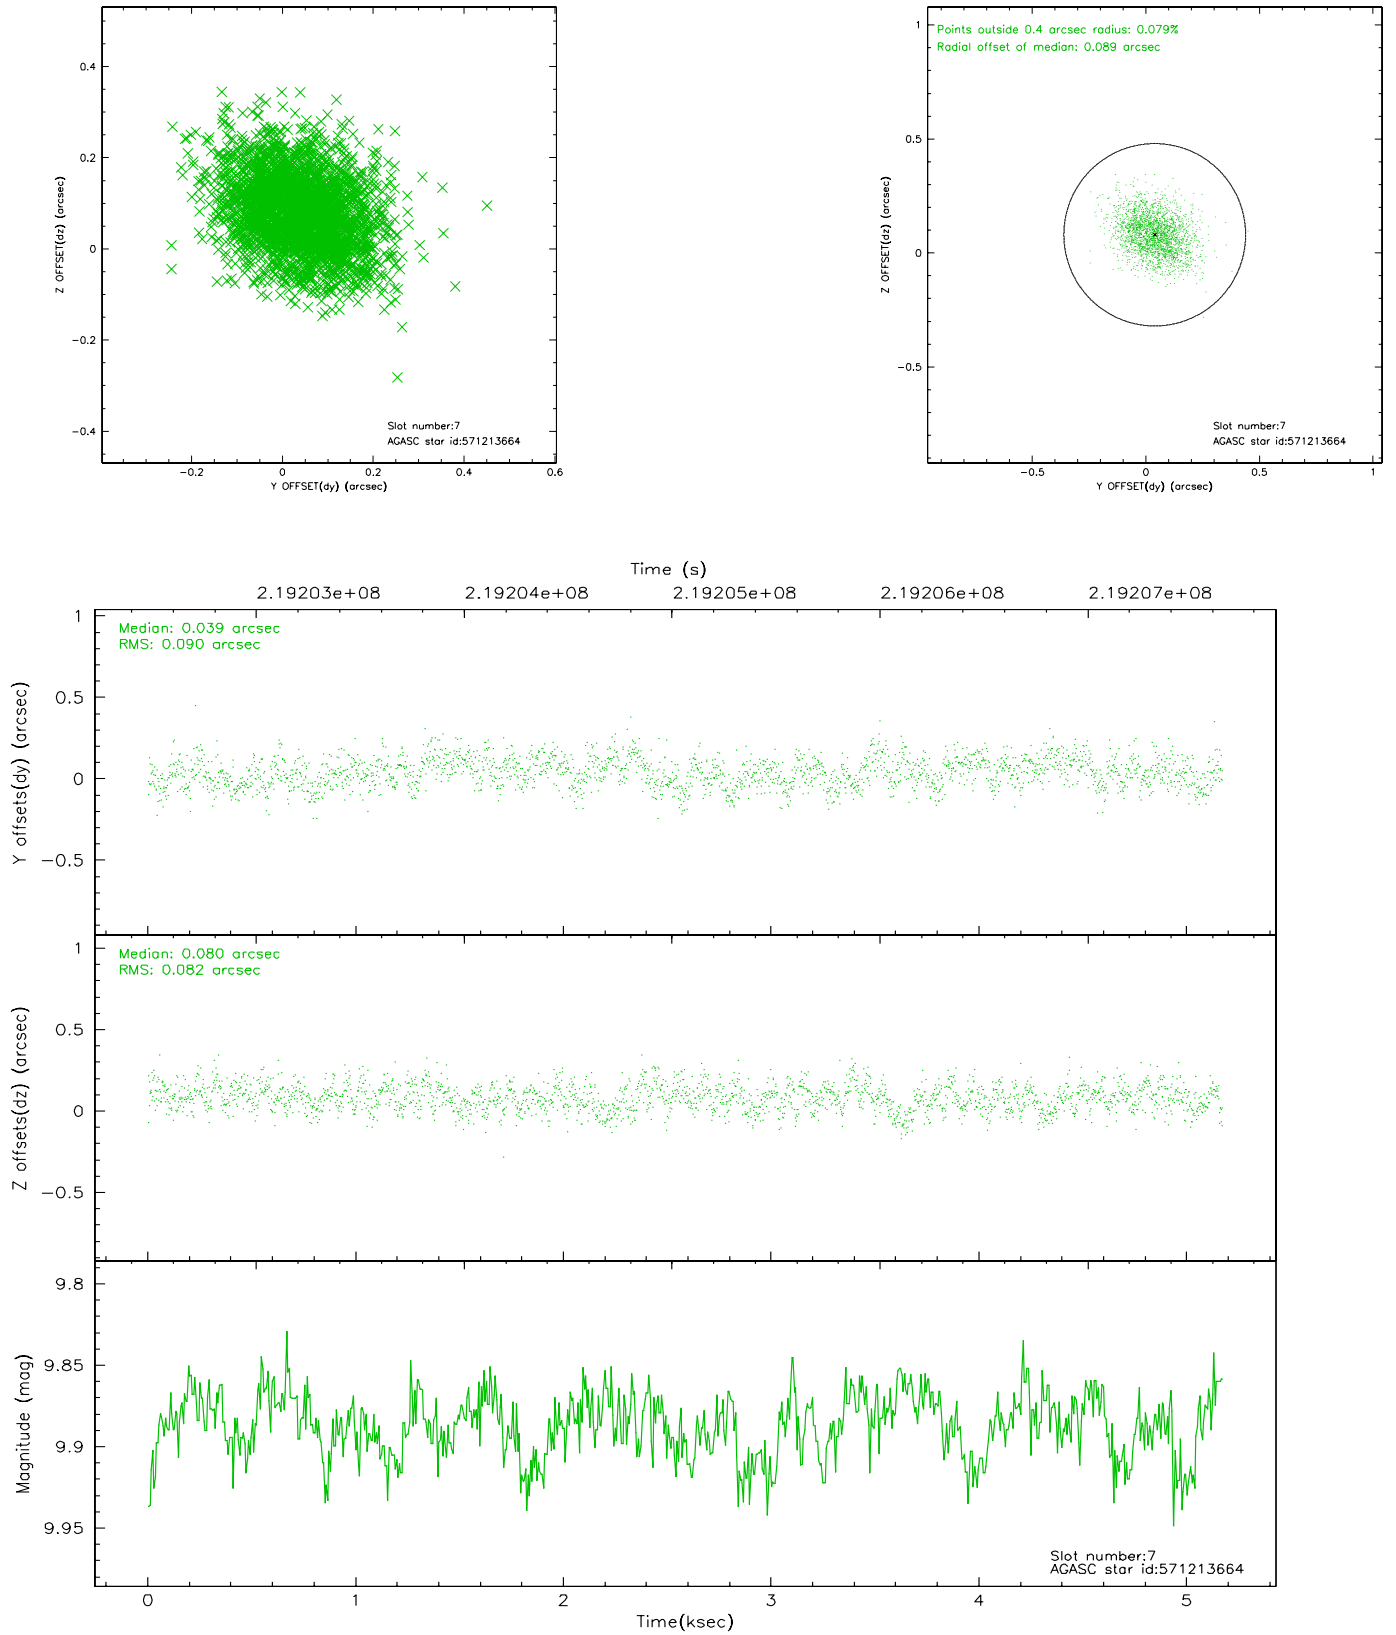 0.4
0.2
0
−0.2
−0.4
Z OFFSET(dz) (arcsec)
Slot number:7
AGASC star id:571213664
−0.2 0 0.2 0.4 0.6
Y OFFSET(dy) (arcsec)
Points outside 0.4 arcsec radius: 0.079%
Radial offset of median: 0.089 arcsec
1
0.5
0
−0.5
Z OFFSET(dz) (arcsec)
Slot number:7
AGASC star id:571213664
−0.5 0 0.5 1
Y OFFSET(dy) (arcsec)
Time (s)
2.19203e+08 2.19204e+08 2.19205e+08 2.19206e+08 2.19207e+08
Median: 0.039 arcsec
RMS: 0.090 arcsec
1
0.5
0
−0.5
Y offsets(dy) (arcsec)
Median: 0.080 arcsec
RMS: 0.082 arcsec
1
0.5
0
−0.5
Z offsets(dz) (arcsec)
9.8
9.85
9.9
9.95
Magnitude (mag)
Slot number:7
AGASC star id:571213664
0 1 2 3 4 5
Time(ksec)